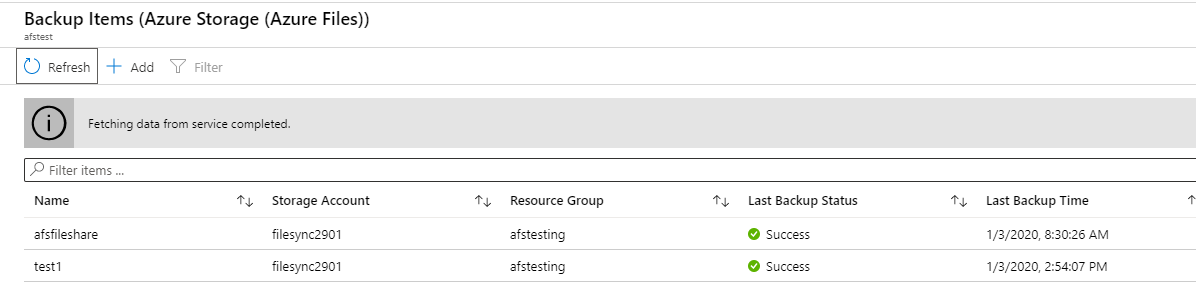 Backup Items (Azure Storage (Azure Files))
afstest
Refresh Add Filter
Fetching data from service completed.
Filter items ...
Name Storage Account Resource Group Last Backup Status Last Backup Time
afsfileshare filesync2901 afstesting Success 1/3/2020, 8:30:26 AM
test1 filesync2901 afstesting Success 1/3/2020, 2:54:07 PM